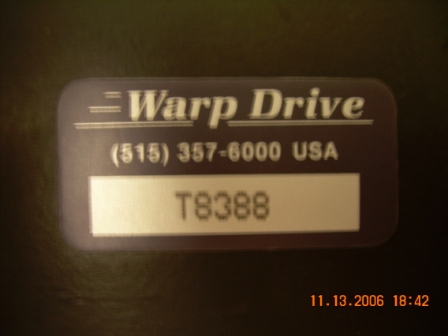 Warp Drive
(515) 357-6000 USA
T8388
11.13.2006 18:42